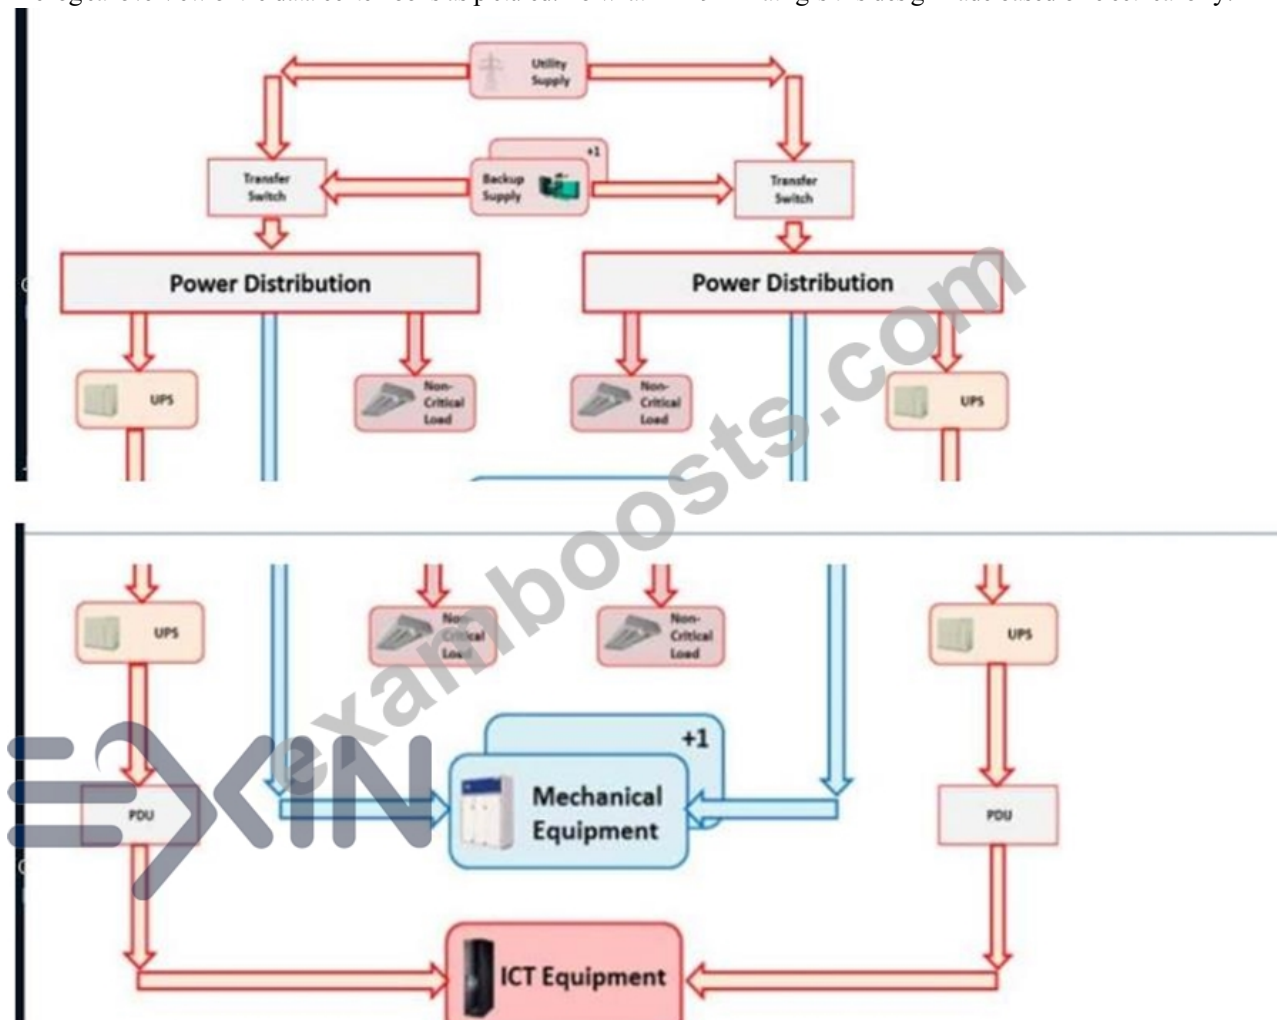 Utility
Supply
+1
Backup
Supply
Transfer
Switch
Transfer
Switch
Power Distribution
Power Distribution
UPS
Non-
Critical
Load
Non-
Critical
Load
UPS
UPS
Non-
Critical
Load
Non-
Critical
Load
UPS
+1
Mechanical
Equipment
PDU
PDU
ICT Equipment
EXIN
examboosts.com